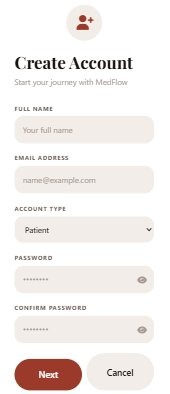 Create Account
Start your journey with MedFlow
FULL NAME
Your full name
EMAIL ADDRESS
name@example.com
ACCOUNT TYPE
Patient
PASSWORD
********
CONFIRM PASSWORD
********
Next Cancel